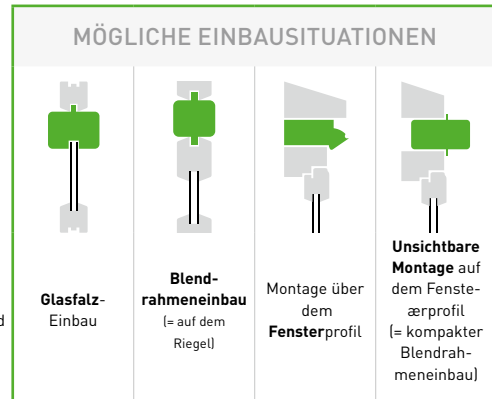 MÖGLICHE EINBAUSITUATIONEN
Glasfalz-
Einbau
Blend-
rahmeneinbau
(= auf dem
Riegel)
Montage über
dem
Fensterprofil
Unsichtbare
Montage auf
dem Fenste-
ærprofil
(= kompakter
Blendrah-
meneinbau)
d